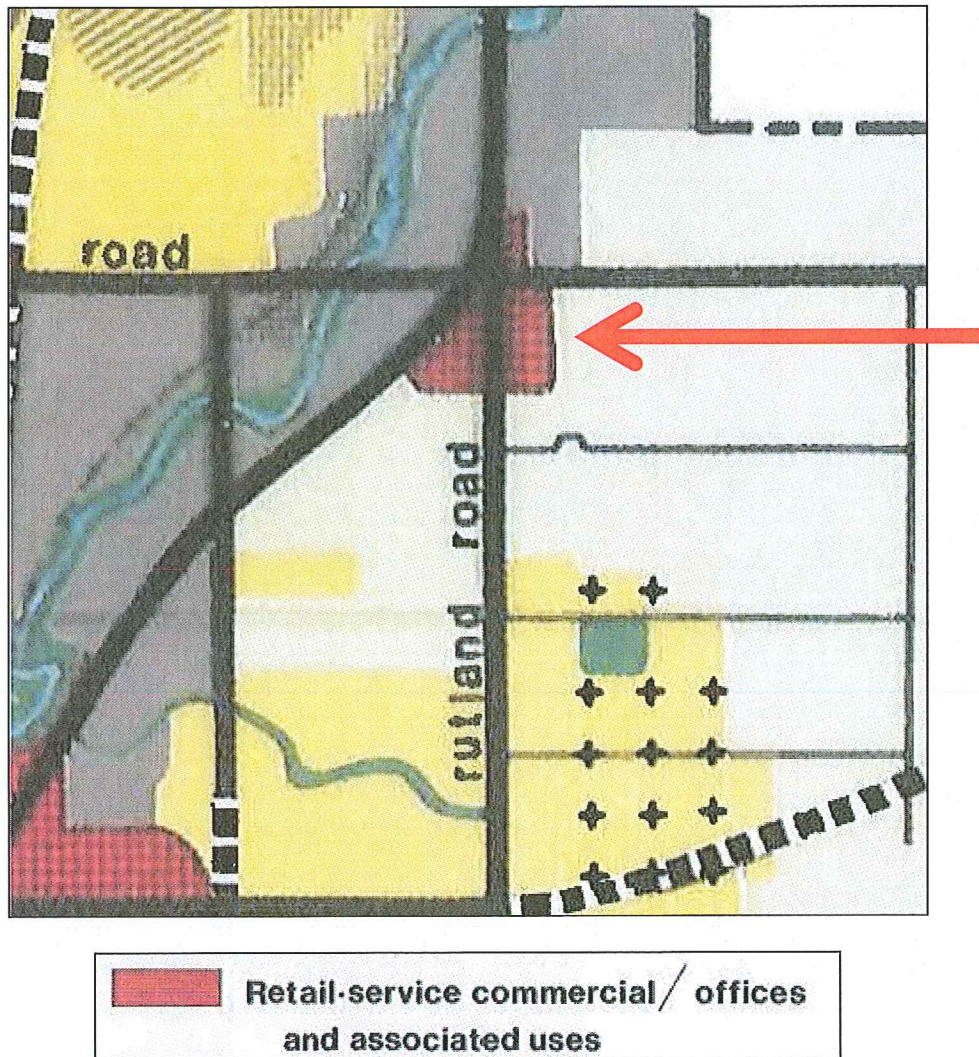 road
rutland road
Retail-service commercial/ offices
and associated uses